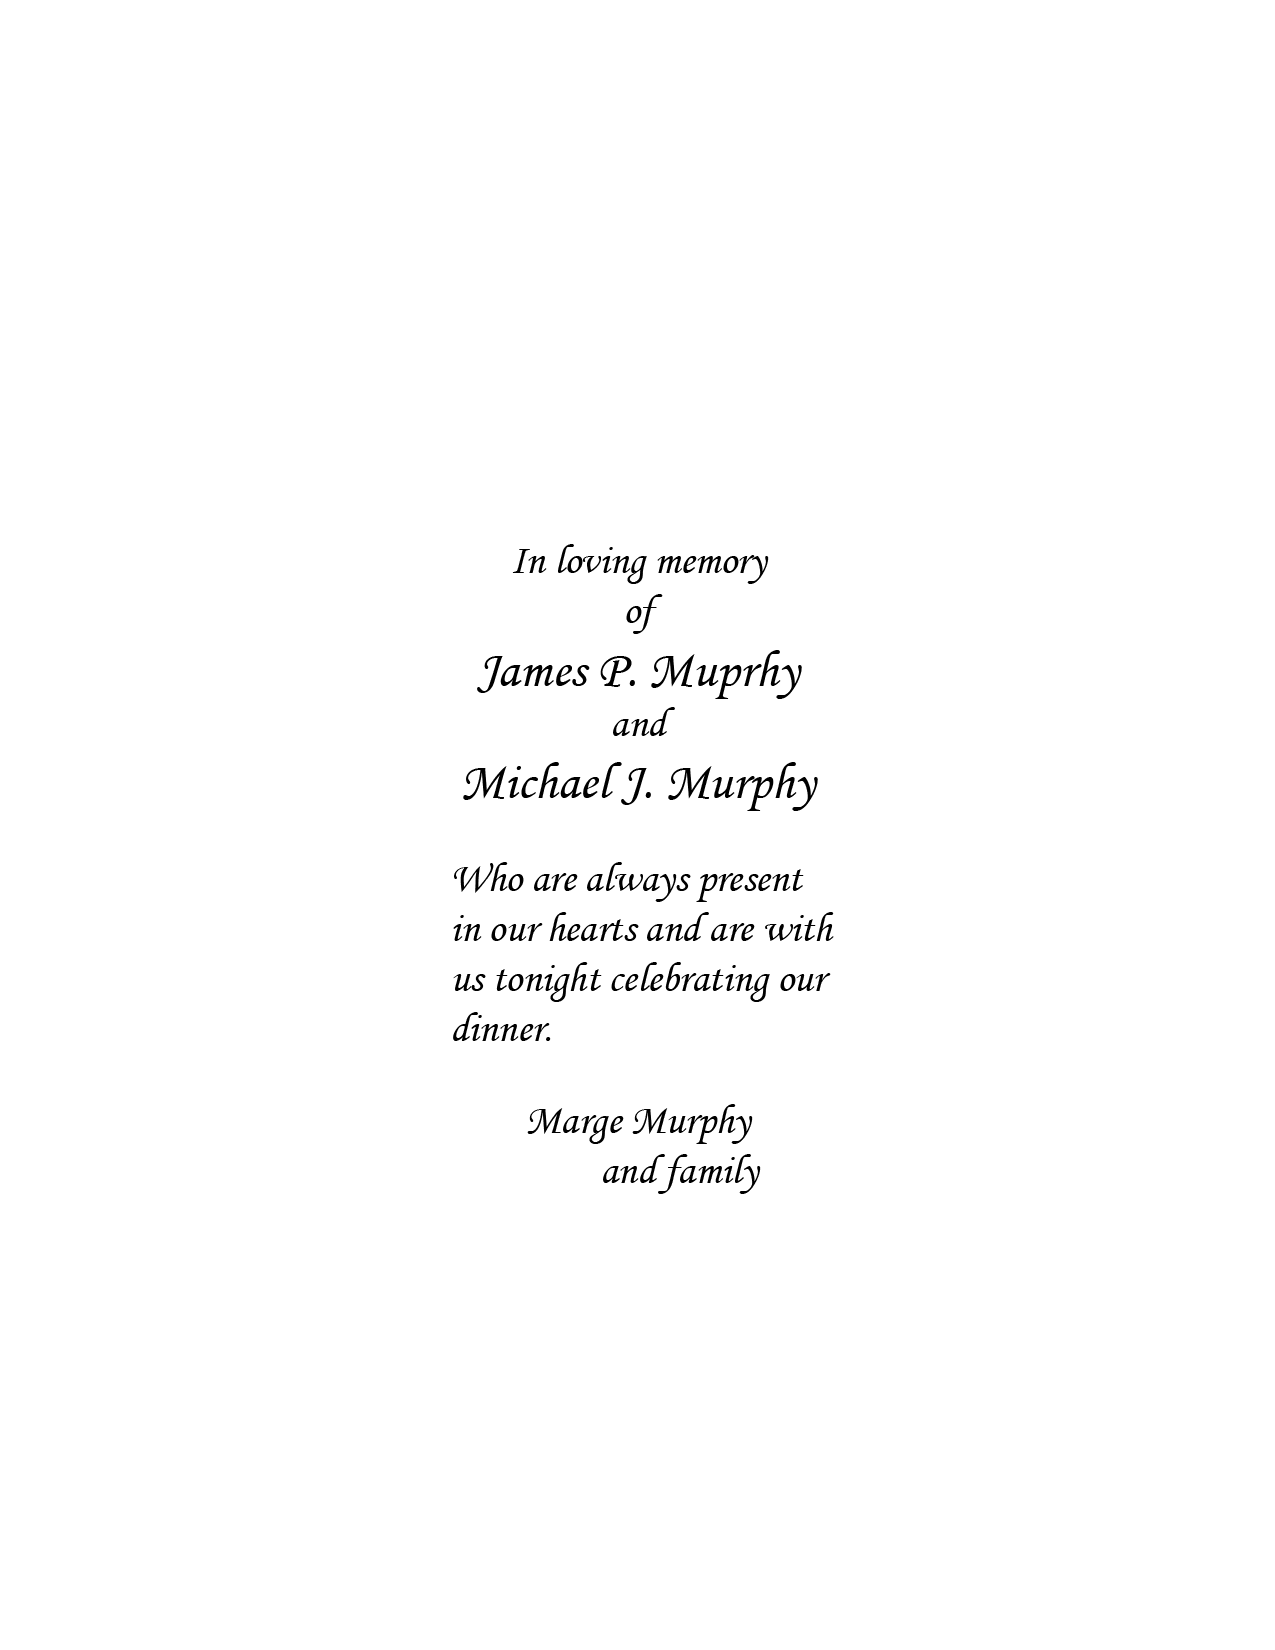 In loving memory
of
James P. Muprhy
and
Michael J. Murphy
Who are always present
in our hearts and are with
us tonight celebrating our
dinner.
Marge Murphy
and family